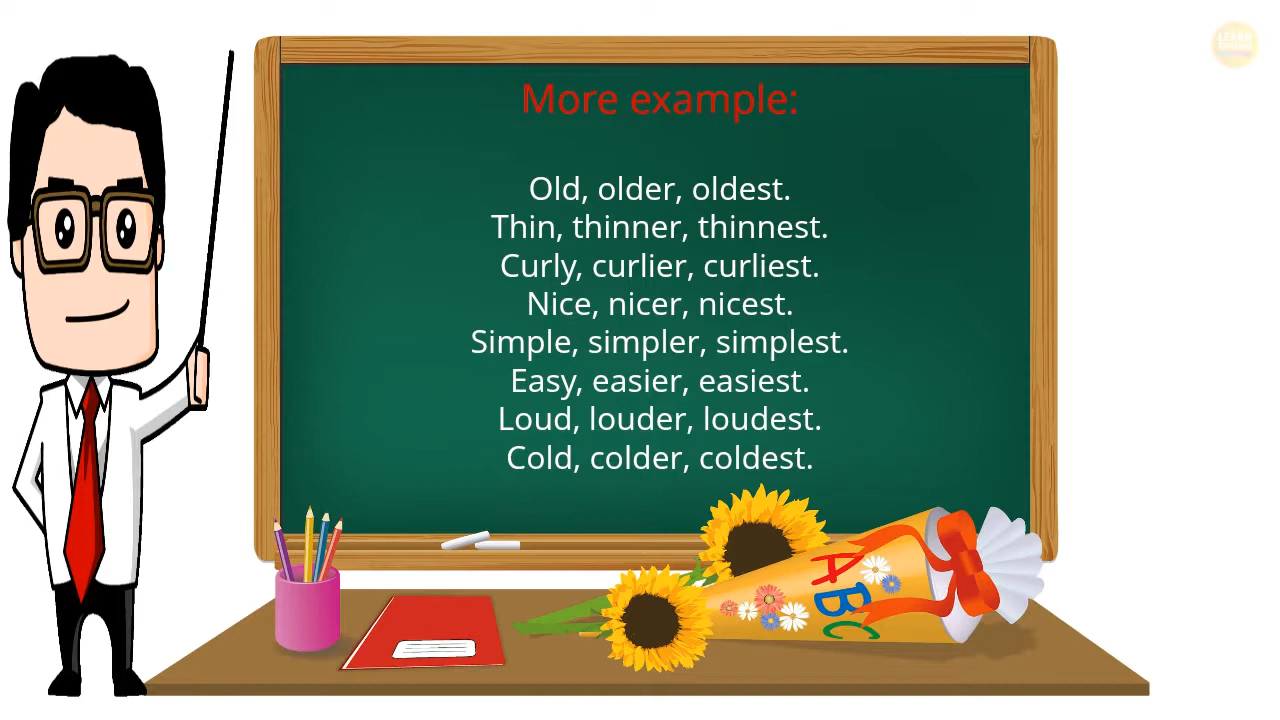 More example:
Old, older, oldest.
Thin, thinner, thinnest.
Curly, curlier, curliest.
Nice, nicer, nicest.
Simple, simpler, simplest.
Easy, easier, easiest.
Loud, louder, loudest.
Cold, colder, coldest.
A
B
C
LEARN